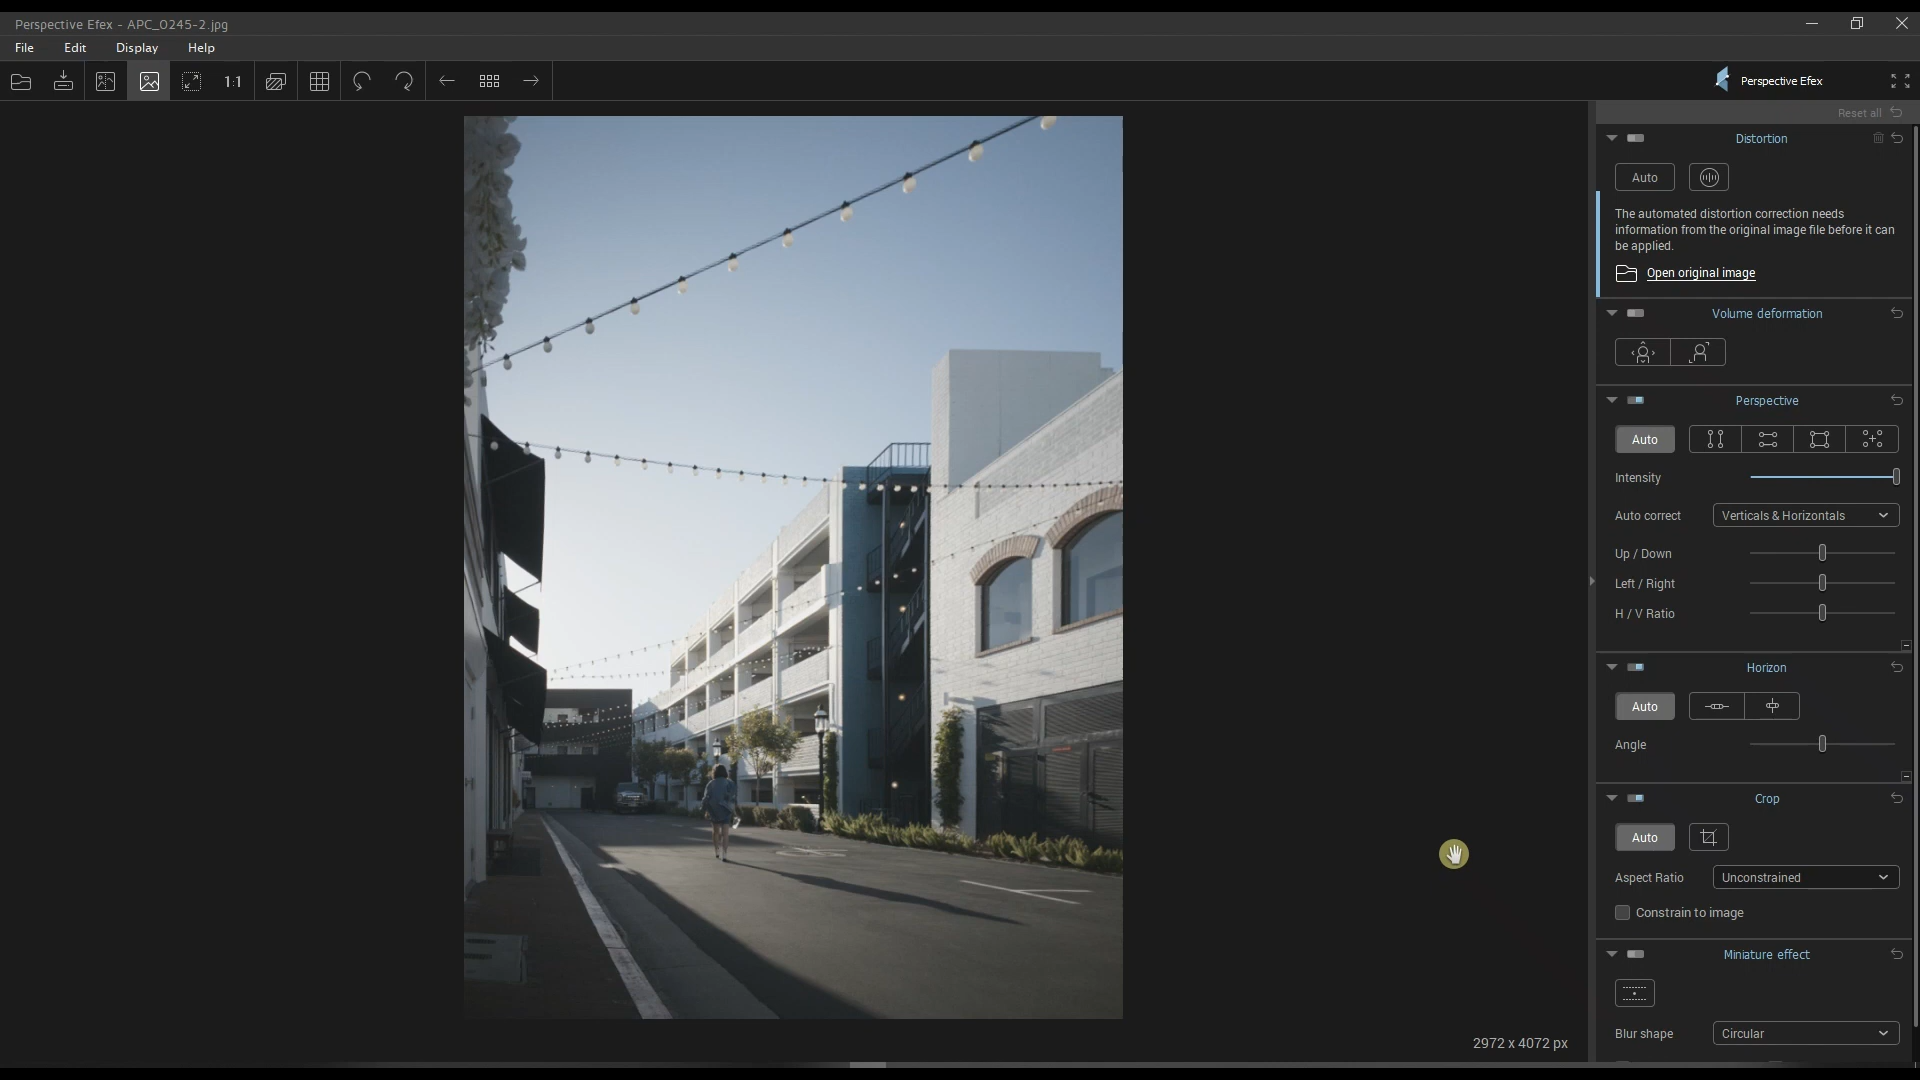 Perspective Efex - APC_0245-2.jpg
File Edit Display Help
1:1
Perspective Efex
Reset all
Distortion
Auto
The automated distortion correction needs
information from the original image file before it can
be applied.
Open original image
Volume deformation
Perspective
Auto
Intensity
Auto correct Verticals & Horizontals
Up / Down
Left / Right
H / V Ratio
Horizon
Auto
Angle
Crop
Auto
Aspect Ratio Unconstrained
Constrain to image
Miniature effect
Blur shape Circular
2972 x 4072 px